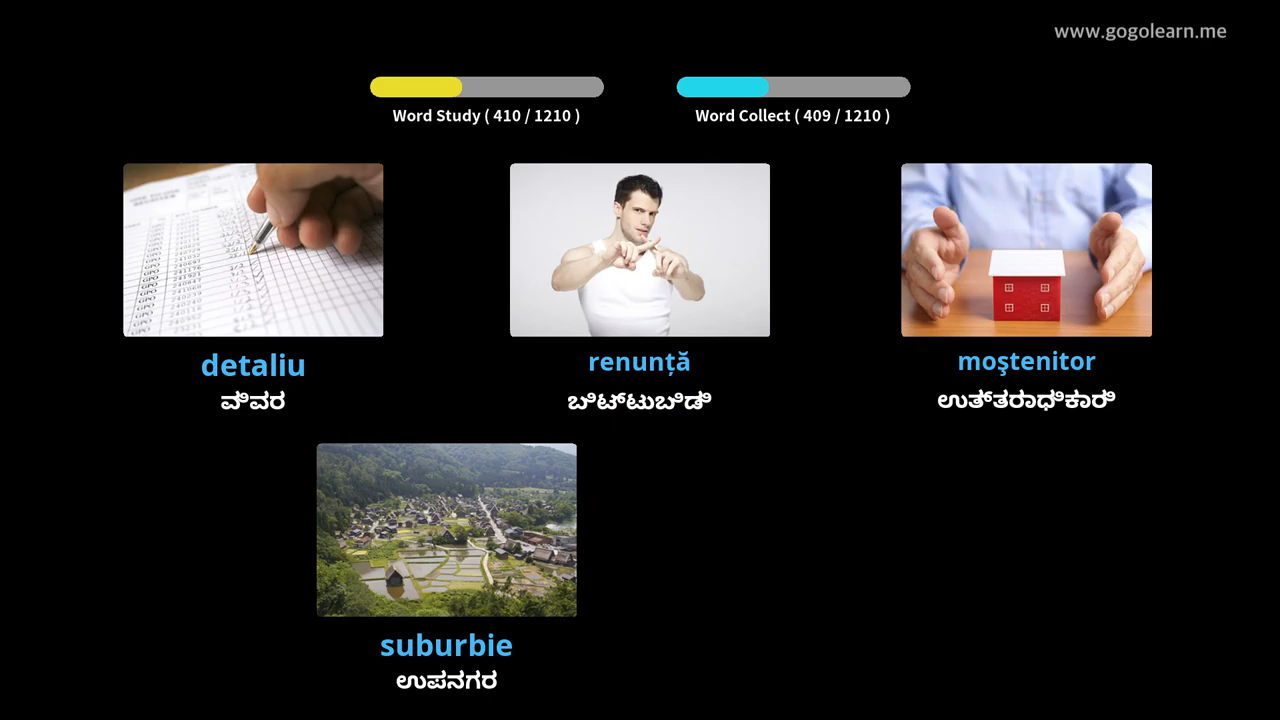 www.gogolearn.me
Word Study ( 410 / 1210 )
Word Collect ( 409 / 1210 )
detaliu
ವಿವರ
renunță
ಬಿಟ್ಟುಬಿಡಿ
moştenitor
ಉತ್ತರಾಧಿಕಾರಿ
suburbie
ಉಪನಗರ